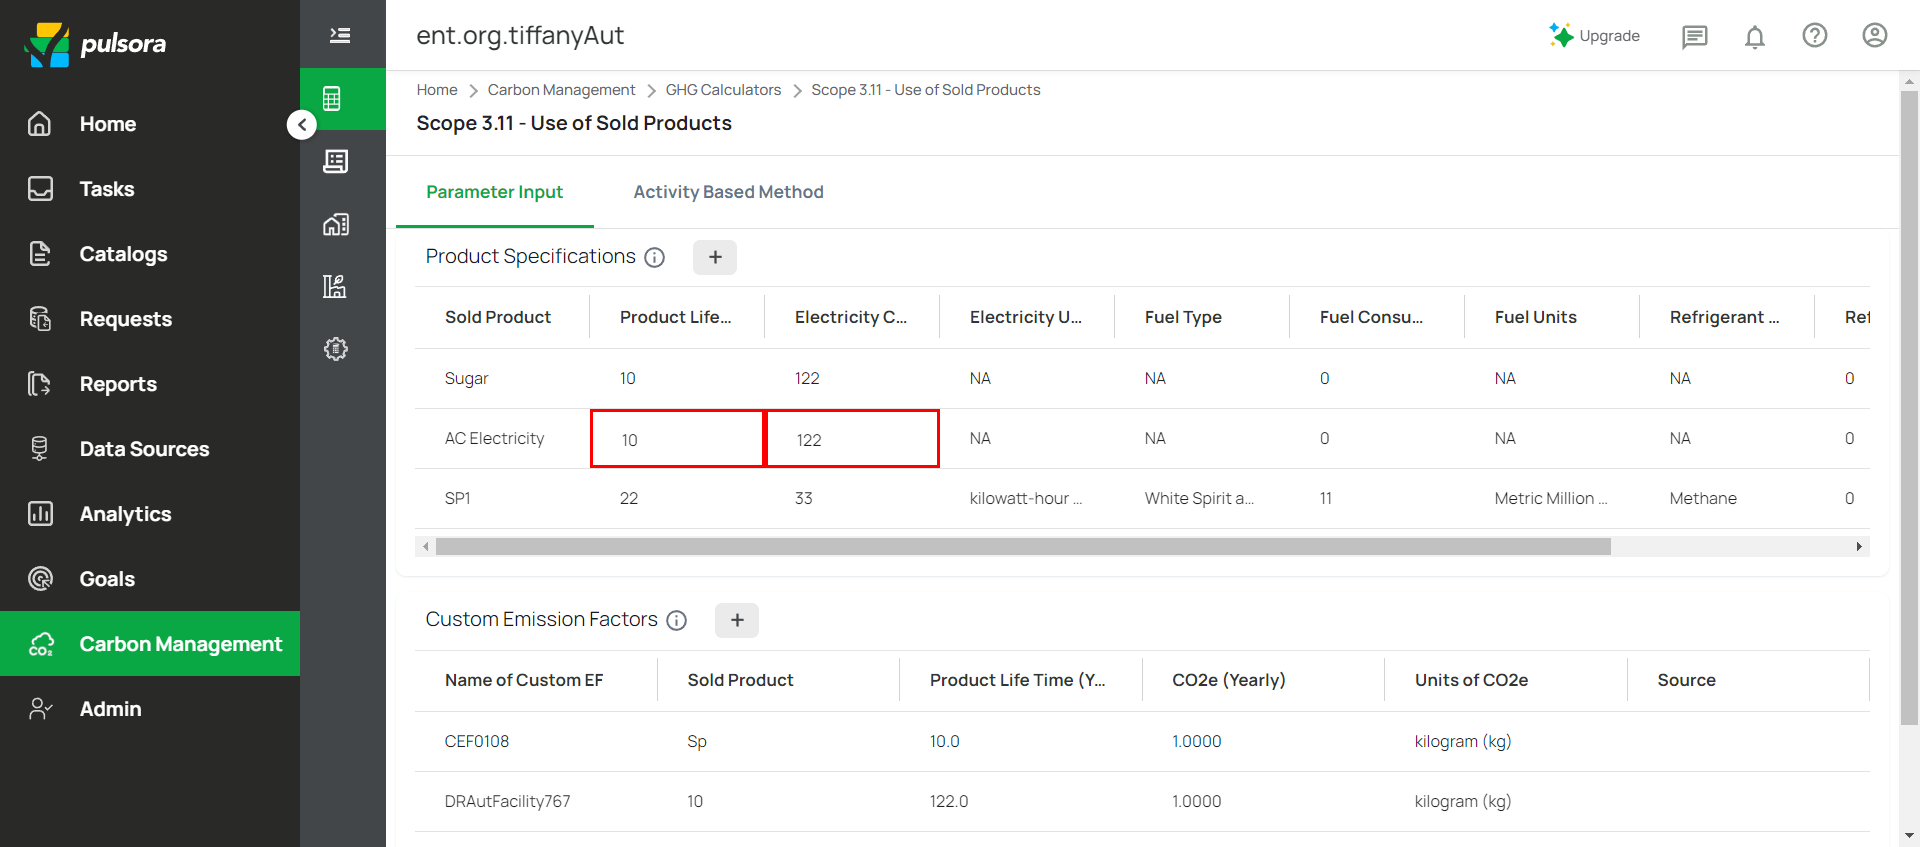 pulsora
Home
Tasks
Catalogs
Requests
Reports
Data Sources
Analytics
Goals
Carbon Management
Admin
ent.org.tiffanyAut
Upgrade
Home > Carbon Management > GHG Calculators > Scope 3.11 - Use of Sold Products
Scope 3.11 - Use of Sold Products
Parameter Input Activity Based Method
Product Specifications +
Sold Product Product Life... Electricity C... Electricity U... Fuel Type Fuel Consu... Fuel Units Refrigerant ... Ref
Sugar 10 122 NA NA 0 NA NA 0
AC Electricity 10 122 NA NA 0 NA NA 0
SP1 22 33 kilowatt-hour ... White Spirit a... 11 Metric Million ... Methane 0
Custom Emission Factors +
Name of Custom EF Sold Product Product Life Time (Y... CO2e (Yearly) Units of CO2e Source
CEF0108 Sp 10.0 1.0000 kilogram (kg)
DRAutFacility767 10 122.0 1.0000 kilogram (kg)